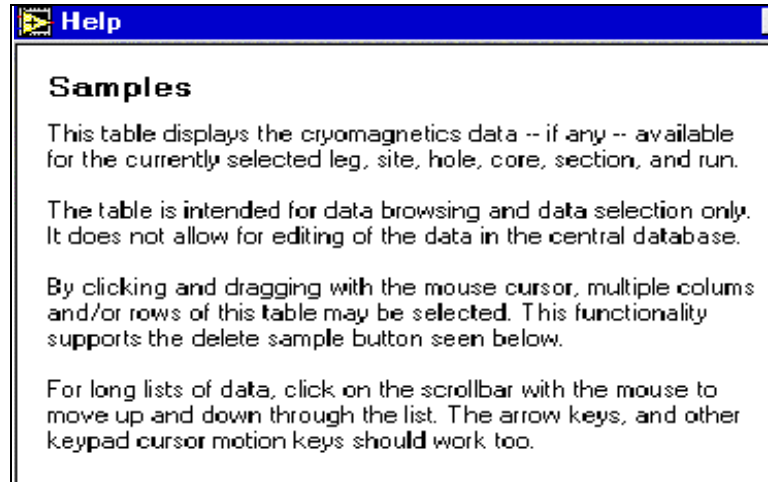 Help
Samples
This table displays the cryomagnetics data -- if any -- available
for the currently selected leg, site, hole, core, section, and run.
The table is intended for data browsing and data selection only.
It does not allow for editing of the data in the central database.
By clicking and dragging with the mouse cursor, multiple colums
and/or rows of this table may be selected. This functionality
supports the delete sample button seen below.
For long lists of data, click on the scrollbar with the mouse to
move up and down through the list. The arrow keys, and other
keypad cursor motion keys should work too.